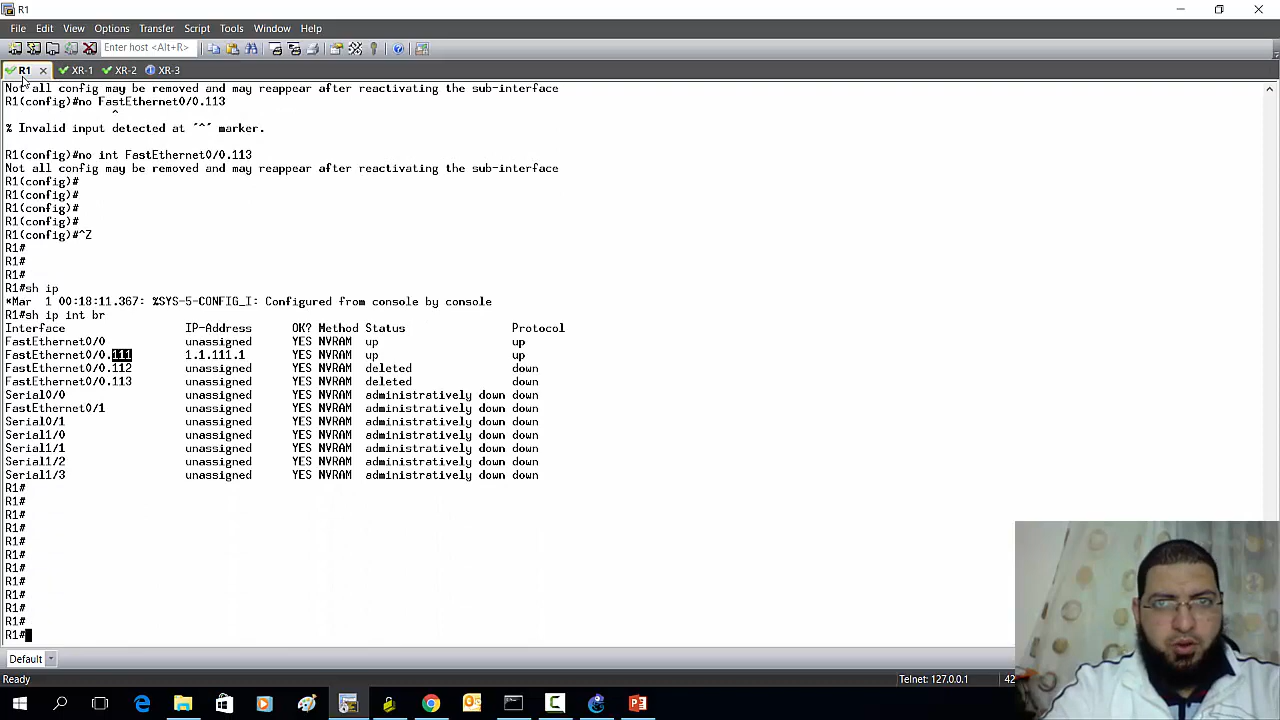 R1
File Edit View Options Transfer Script Tools Window Help
Enter host <Alt+R>
R1 XR-1 XR-2 XR-3
Not all config may be removed and may reappear after reactivating the sub-interface
R1(config)#no FastEthernet0/0.113
^
% Invalid input detected at '^' marker.
R1(config)#no int FastEthernet0/0.113
Not all config may be removed and may reappear after reactivating the sub-interface
R1(config)#
R1(config)#
R1(config)#
R1(config)#
R1(config)#^Z
R1#
R1#
R1#
R1#sh ip
*Mar 1 00:18:11.367: %SYS-5-CONFIG_I: Configured from console by console
R1#sh ip int br
Interface IP-Address OK? Method Status Protocol
FastEthernet0/0 unassigned YES NVRAM up up
FastEthernet0/0.111 1.1.111.1 YES NVRAM up up
FastEthernet0/0.112 unassigned YES NVRAM deleted down
FastEthernet0/0.113 unassigned YES NVRAM deleted down
Serial0/0 unassigned YES NVRAM administratively down down
FastEthernet0/1 unassigned YES NVRAM administratively down down
Serial0/1 unassigned YES NVRAM administratively down down
Serial1/0 unassigned YES NVRAM administratively down down
Serial1/1 unassigned YES NVRAM administratively down down
Serial1/2 unassigned YES NVRAM administratively down down
Serial1/3 unassigned YES NVRAM administratively down down
R1#
R1#
R1#
R1#
R1#
R1#
R1#
R1#
R1#
R1#
R1#
R1#
Default
Ready Telnet: 127.0.0.1 42